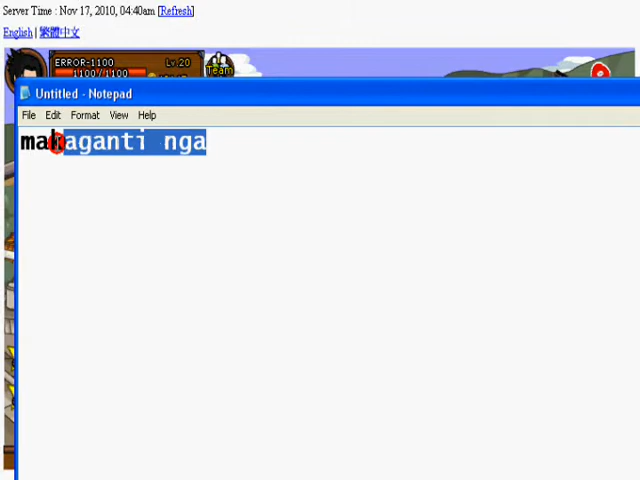 Server Time : Nov 17, 2010, 04:40am [Refresh]
English | 繁體中文
ERROR-1100 Lv.20
1100/1100
Team
Untitled - Notepad
File Edit Format View Help
makaganti nga